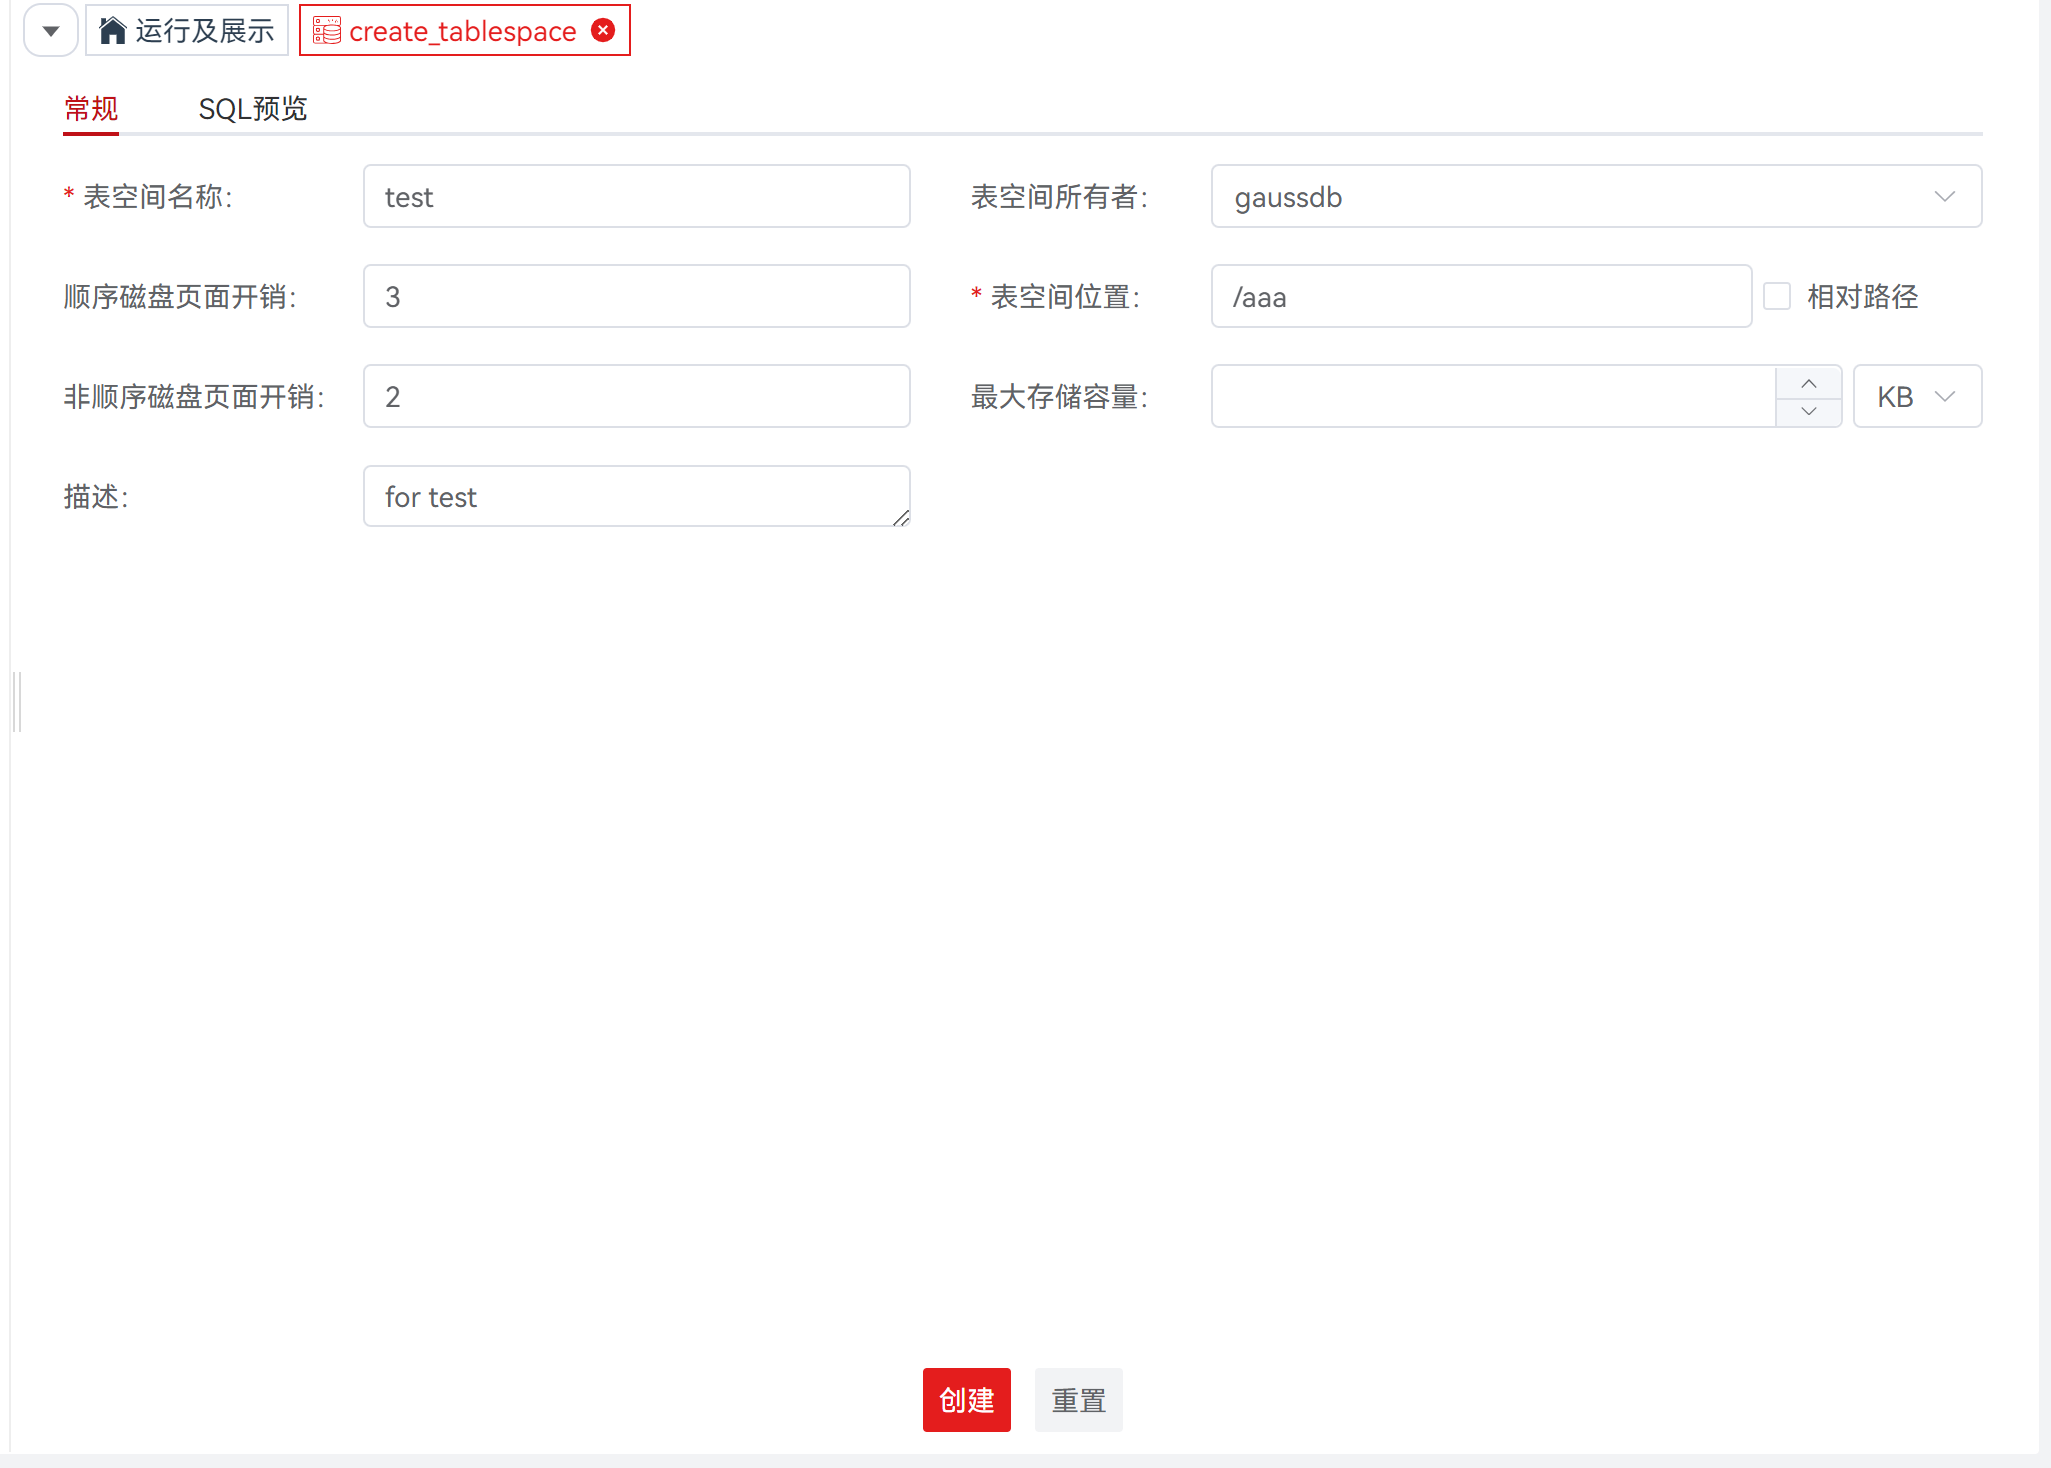 运行及展示 create_tablespace
常规 SQL预览
* 表空间名称: test 表空间所有者: gaussdb
顺序磁盘页面开销: 3 * 表空间位置: /aaa 相对路径
非顺序磁盘页面开销: 2 最大存储容量: KB
描述: for test
创建 重置